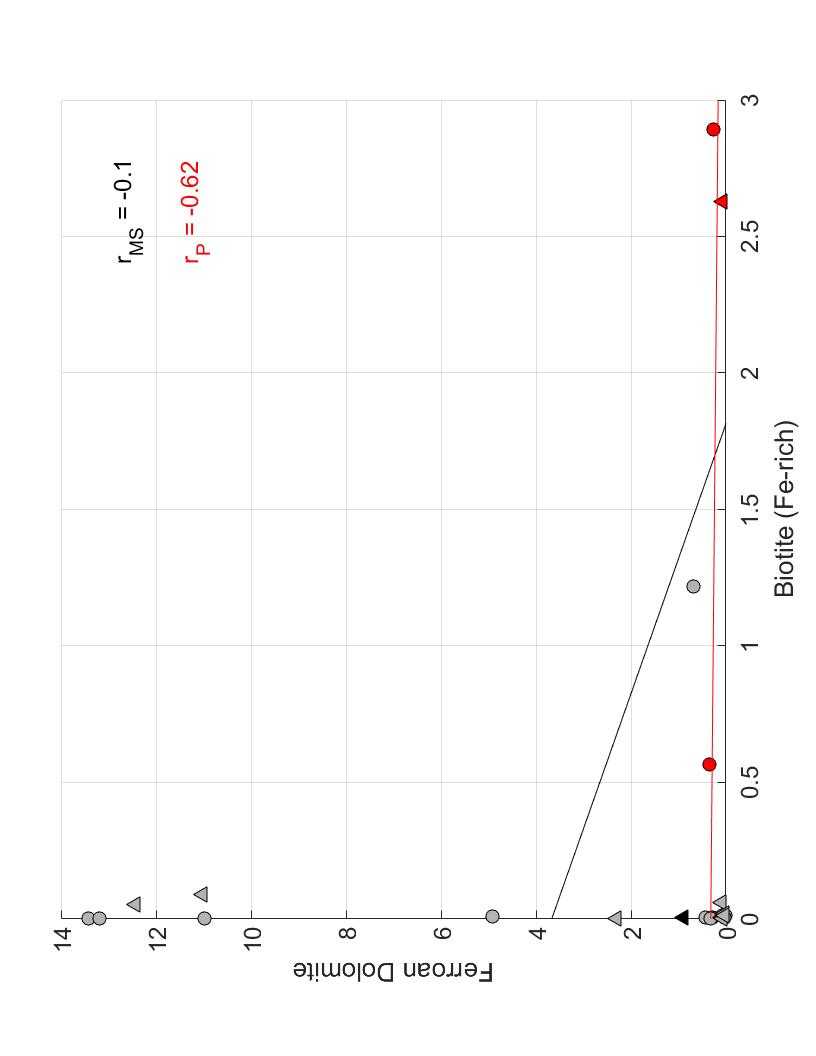 14
12
10
8
6
4
2
0
Ferroan Dolomite
r_MS = -0.1
r_P = -0.62
0 0.5 1 1.5 2 2.5 3
Biotite (Fe-rich)